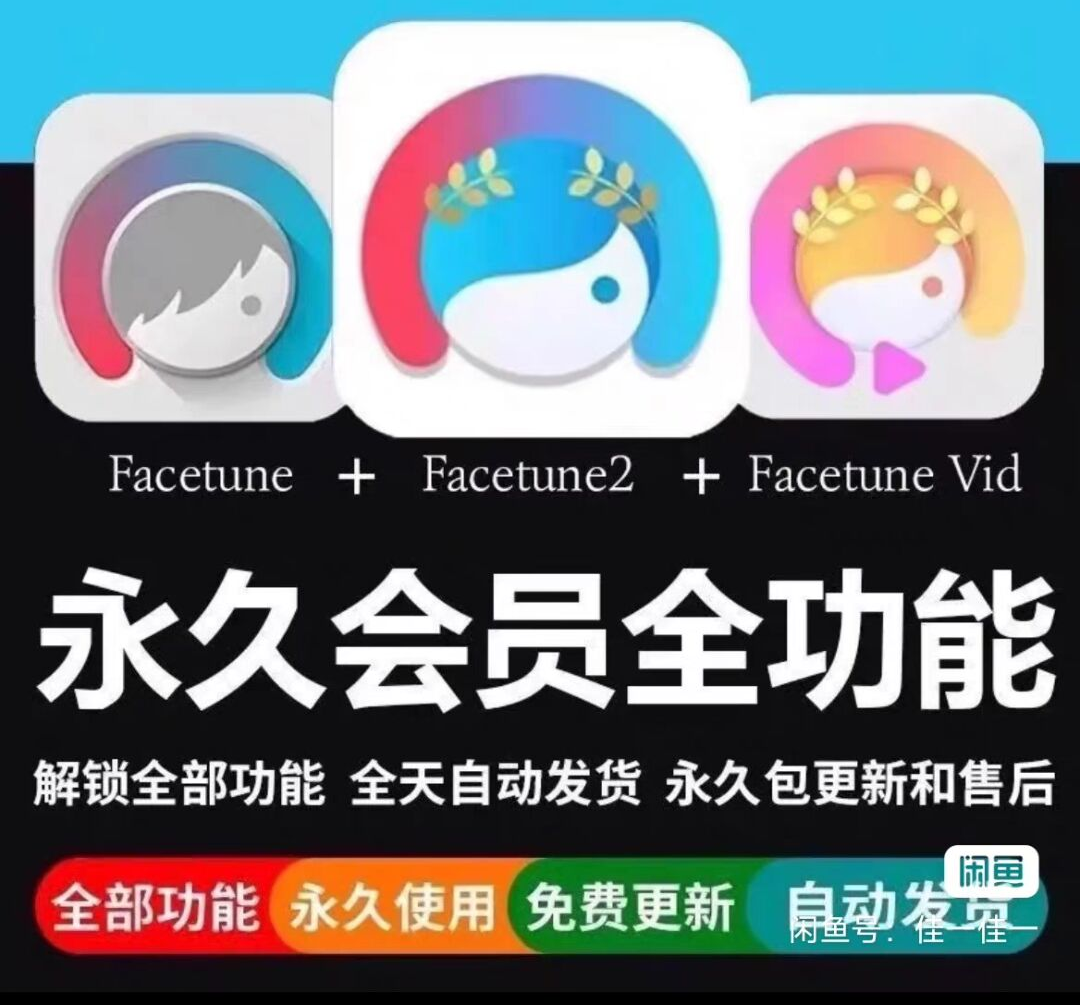 Facetune + Facetune2 + Facetune Vid
永久会员全功能
解锁全部功能 全天自动发货 永久包更新和售后
全部功能 永久使用 免费更新 自动发货
闲鱼
闲鱼号：佳一佳一